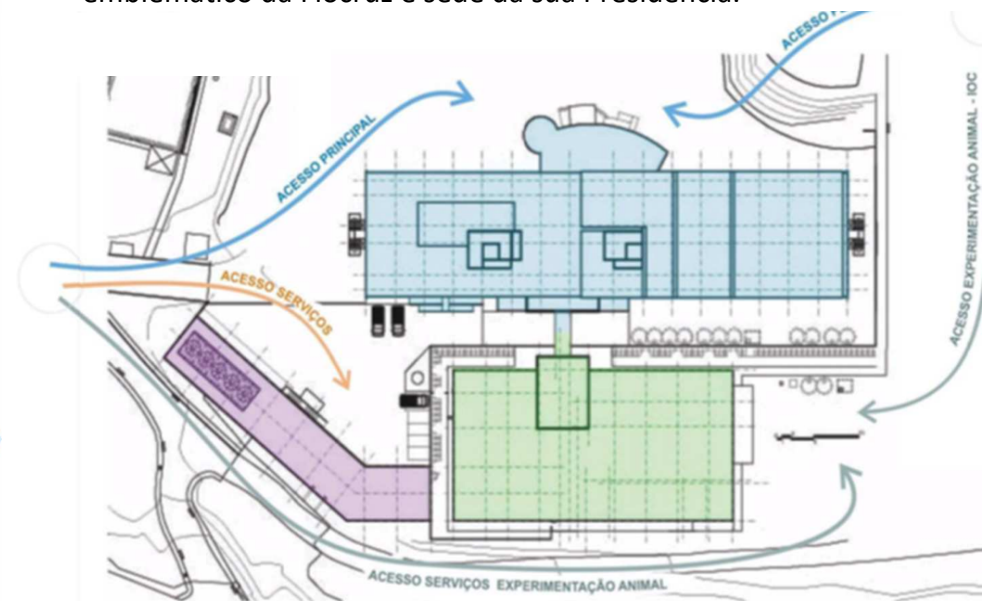 emblemático da Fiocruz e sede da sua Presidência.
ACESSO
ACESSO PRINCIPAL
ACESSO SERVIÇOS
ACESSO EXPERIMENTAÇÃO ANIMAL - IOC
ACESSO SERVIÇOS EXPERIMENTAÇÃO ANIMAL